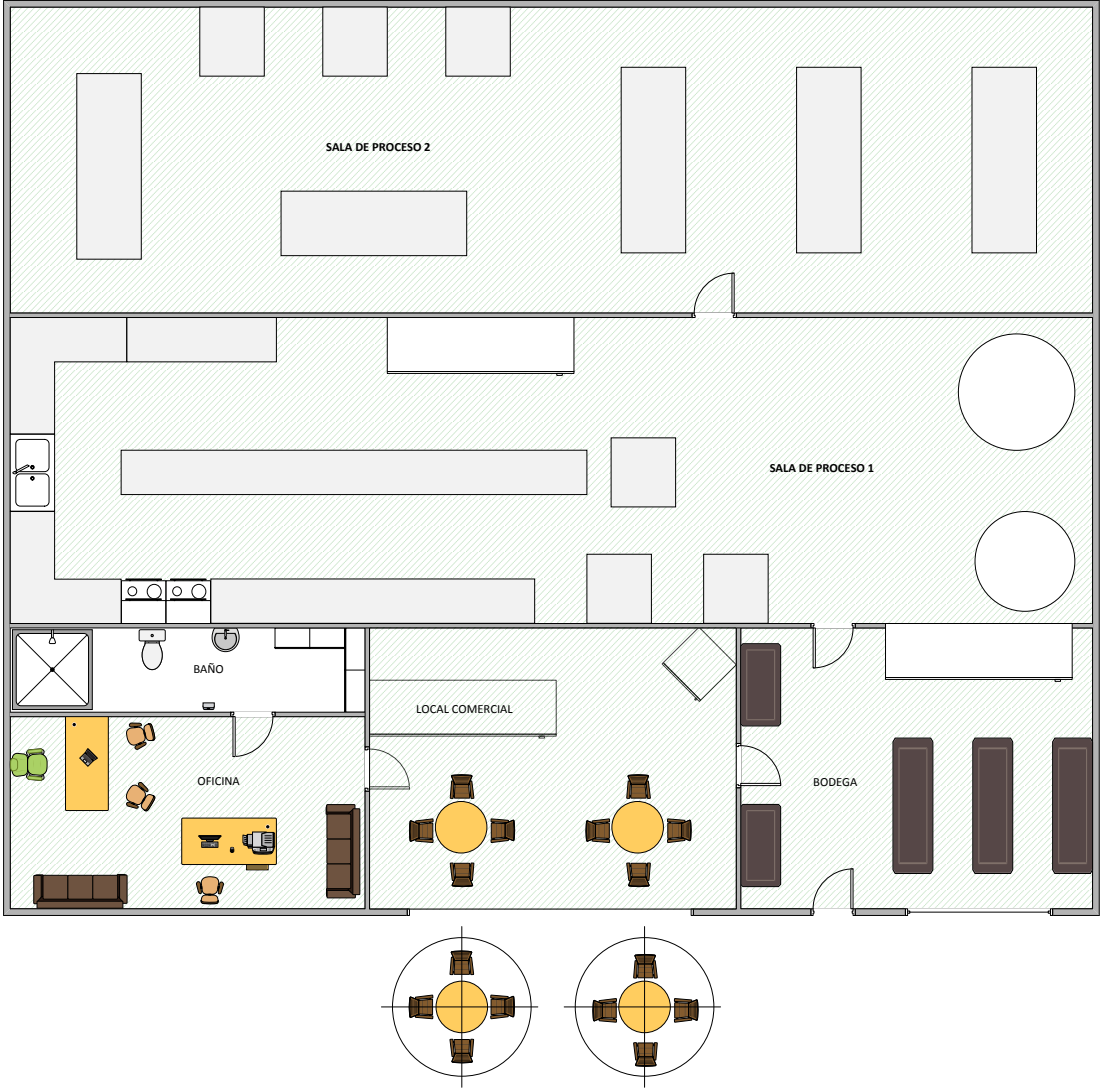 SALA DE PROCESO 2
SALA DE PROCESO 1
BAÑO
LOCAL COMERCIAL
OFICINA
BODEGA